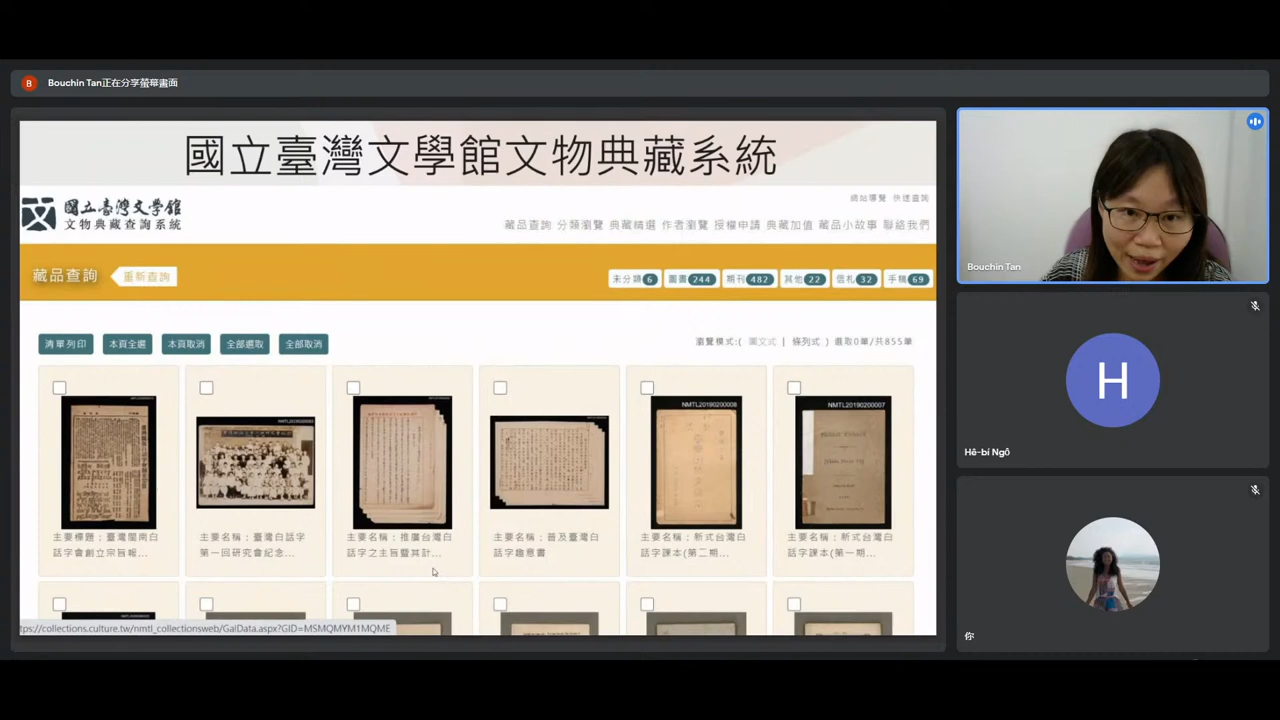 B Bouchin Tan正在分享螢幕畫面
國立臺灣文學館文物典藏系統
網站導覽 快速查詢
國立臺灣文學館
文物典藏查詢系統
藏品查詢 分類瀏覽 典藏精選 作者瀏覽 授權申請 典藏加值 藏品小故事 聯絡我們
藏品查詢 重新查詢
未分類 6 圖書 244 期刊 482 其他 22 信札 32 手稿 69
清單列印 本頁全選 本頁取消 全部選取 全部取消
瀏覽模式:( 圖文式 | 條列式 ) 選取0筆/共855筆
NMTL20190200008
NMTL20190200007
主要標題：臺灣閩南白
話字會創立宗旨報...
主要名稱：臺灣白話字
第一回研究會紀念...
主要名稱：推廣台灣白
話字之主旨暨其計...
主要名稱：普及臺灣白
話字趣意書
主要名稱：新式台灣白
話字課本(第二期...
主要名稱：新式台灣白
話字課本(第一期...
tps://collections.culture.tw/nmtl_collectionsweb/GalData.aspx?GID=MSMQMYM1MQME
Bouchin Tan
H
Hê-bí Ngô
你